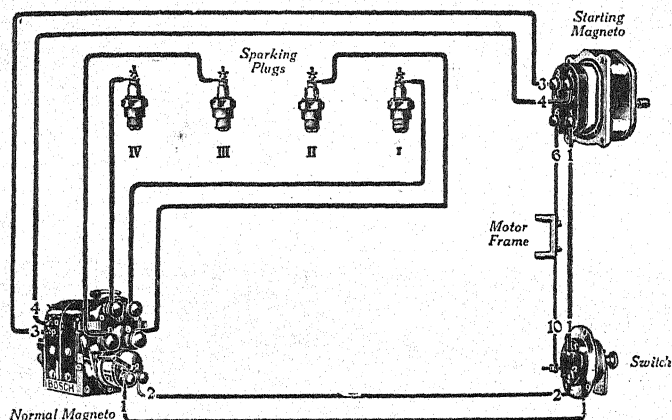 Starting
Magneto
Sparking
Plugs
3
4
IV
III
II
I
6 1
Motor
Frame
4
3
10 1
Switch
BOSCH
2
2
Normal Magneto